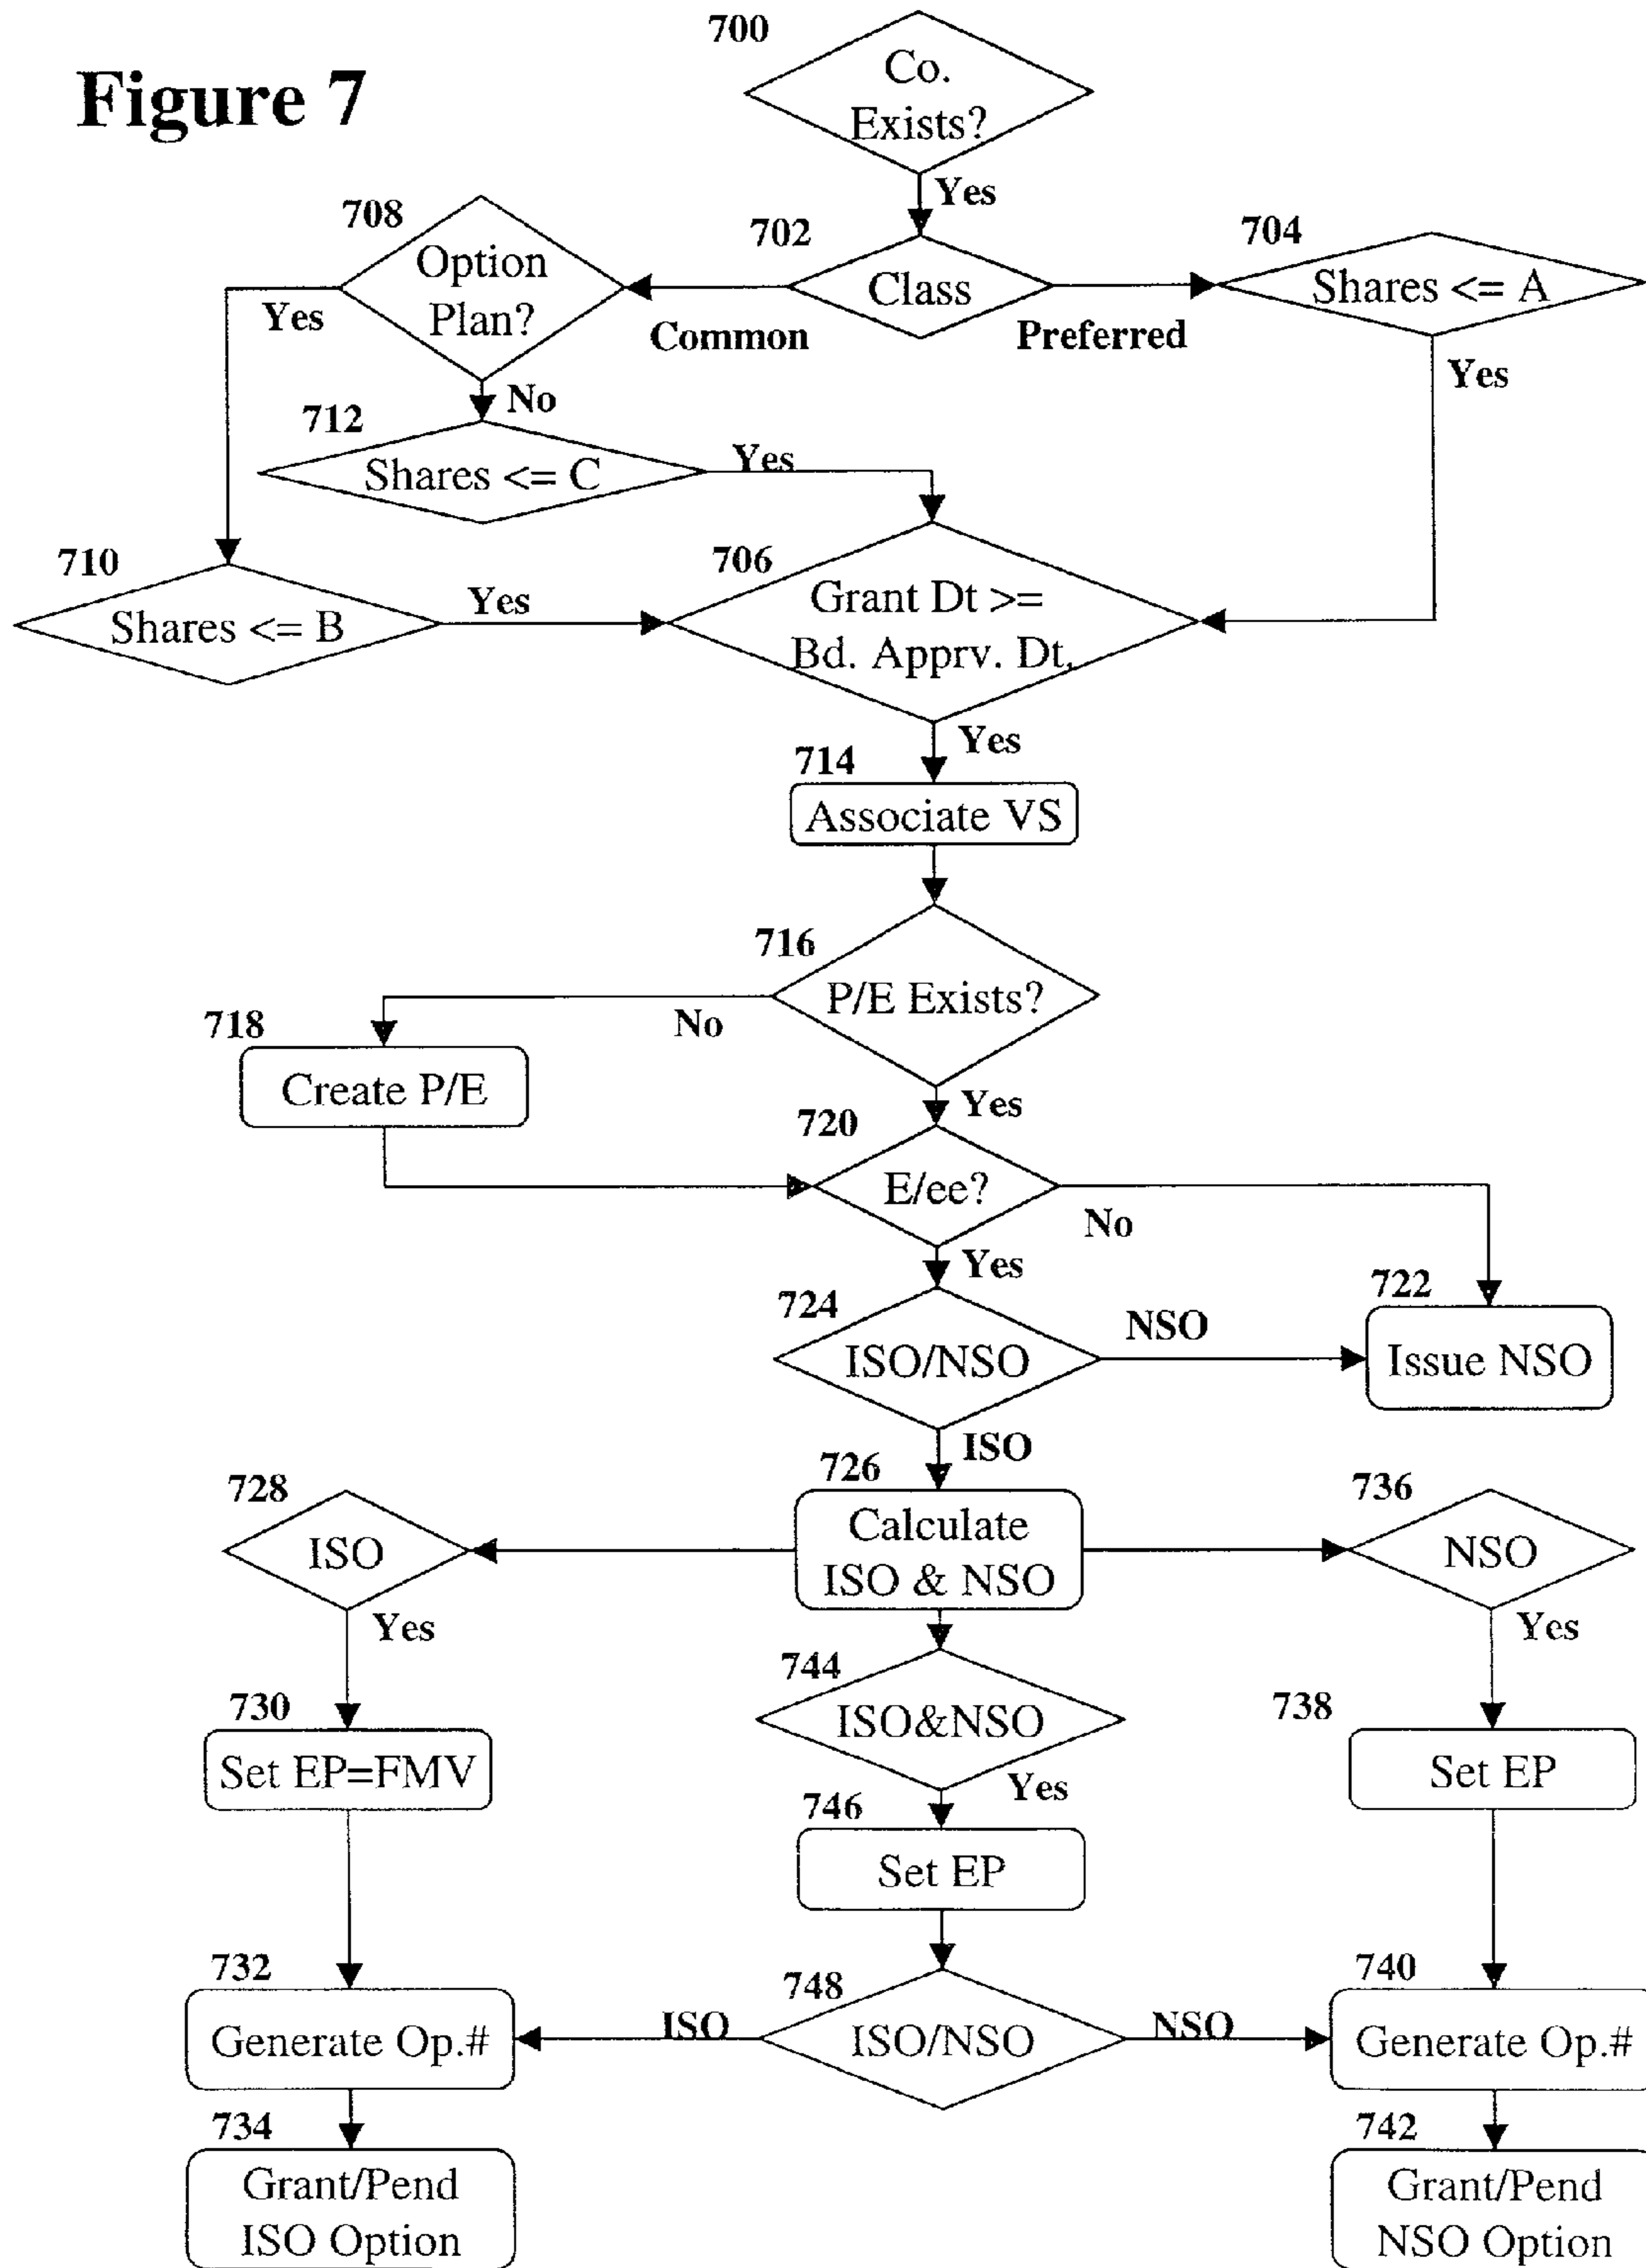 Figure 7
700
Co.
Exists?
Yes
708
Option
Plan?
702
Class
704
Shares <= A
Yes
Common
Preferred
Yes
No
712
Shares <= C
Yes
710
Shares <= B
Yes
706
Grant Dt >=
Bd. Apprv. Dt.
Yes
714
Associate VS
716
P/E Exists?
No
718
Create P/E
Yes
720
E/ee?
No
Yes
724
ISO/NSO
NSO
722
Issue NSO
ISO
726
Calculate
ISO & NSO
728
ISO
Yes
736
NSO
Yes
744
ISO&NSO
Yes
730
Set EP=FMV
738
Set EP
746
Set EP
732
Generate Op.#
748
ISO/NSO
ISO
NSO
740
Generate Op.#
734
Grant/Pend
ISO Option
742
Grant/Pend
NSO Option